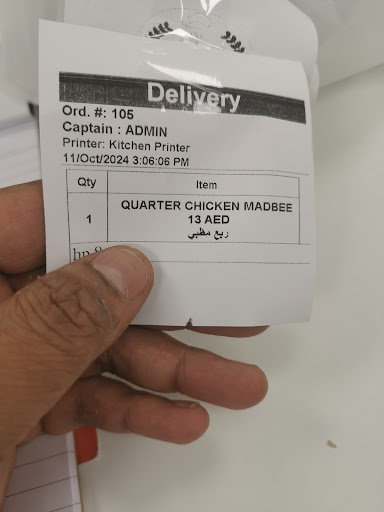 Delivery
Ord. #: 105
Captain : ADMIN
Printer: Kitchen Printer
11/Oct/2024 3:06:06 PM
Qty Item
1 QUARTER CHICKEN MADBEE
13 AED
ربع مظبي